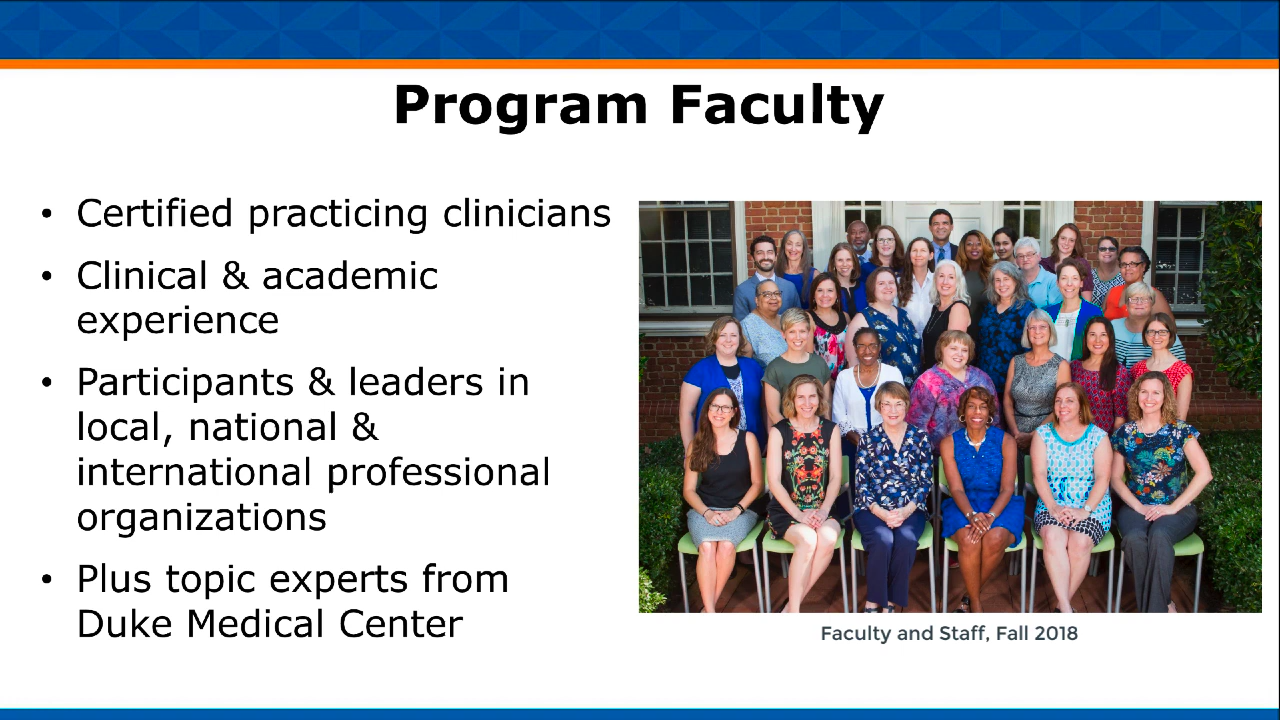 Program Faculty
• Certified practicing clinicians
• Clinical & academic
experience
• Participants & leaders in
local, national &
international professional
organizations
• Plus topic experts from
Duke Medical Center
Faculty and Staff, Fall 2018